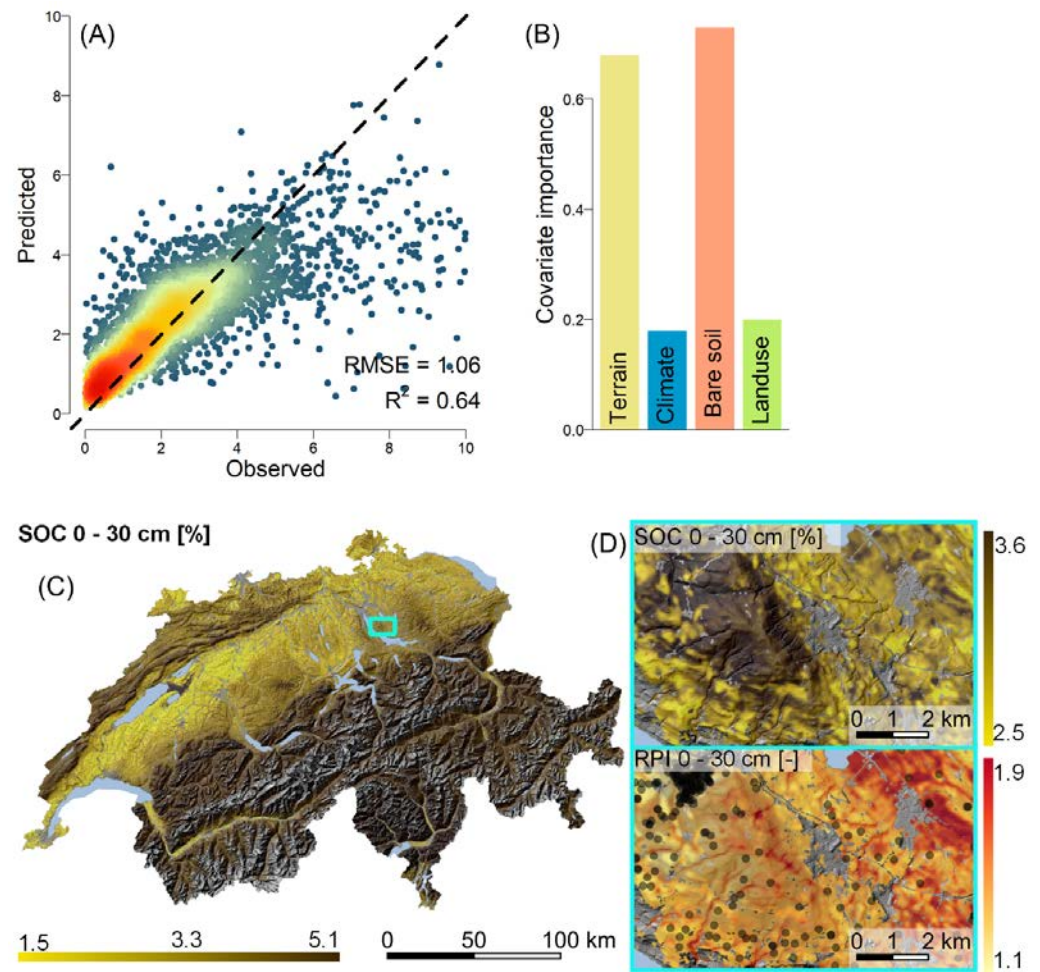 (A)
10
8
6
4
2
0
Predicted
0 2 4 6 8 10
Observed
RMSE = 1.06
R² = 0.64
(B)
0.6
0.4
0.2
0.0
Covariate importance
Terrain
Climate
Bare soil
Landuse
SOC 0 - 30 cm [%]
(C)
1.5 3.3 5.1
0 50 100 km
(D)
SOC 0 - 30 cm [%]
3.6
2.5
0 1 2 km
RPI 0 - 30 cm [-]
1.9
1.1
0 1 2 km